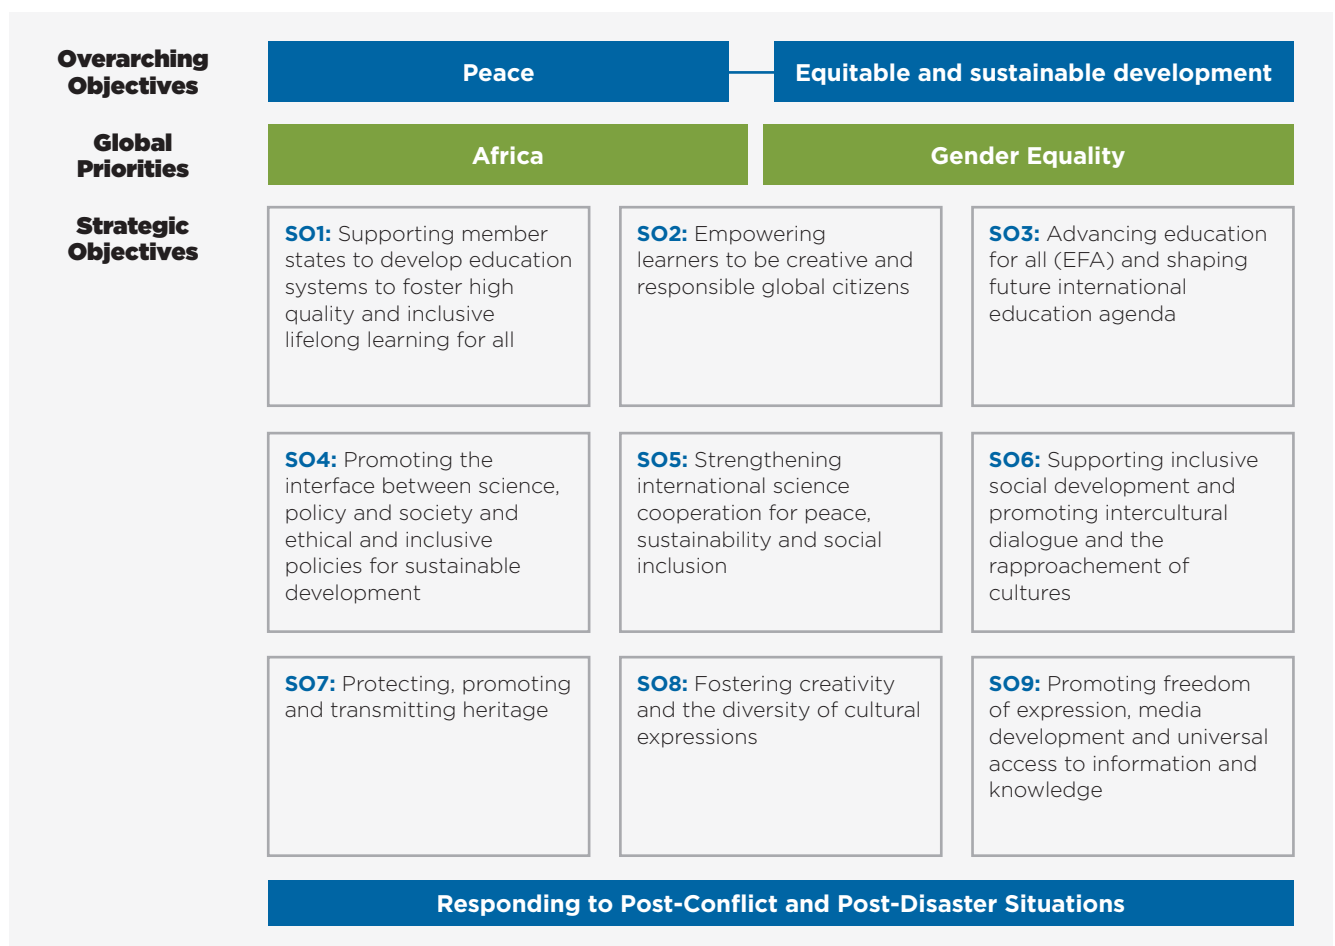 Overarching
Objectives
Peace
Equitable and sustainable development
Global
Priorities
Africa
Gender Equality
Strategic
Objectives
SO1: Supporting member
states to develop education
systems to foster high
quality and inclusive
lifelong learning for all
SO2: Empowering
learners to be creative and
responsible global citizens
SO3: Advancing education
for all (EFA) and shaping
future international
education agenda
SO4: Promoting the
interface between science,
policy and society and
ethical and inclusive
policies for sustainable
development
SO5: Strengthening
international science
cooperation for peace,
sustainability and social
inclusion
SO6: Supporting inclusive
social development and
promoting intercultural
dialogue and the
rapproachement of
cultures
SO7: Protecting, promoting
and transmitting heritage
SO8: Fostering creativity
and the diversity of cultural
expressions
SO9: Promoting freedom
of expression, media
development and universal
access to information and
knowledge
Responding to Post-Conflict and Post-Disaster Situations